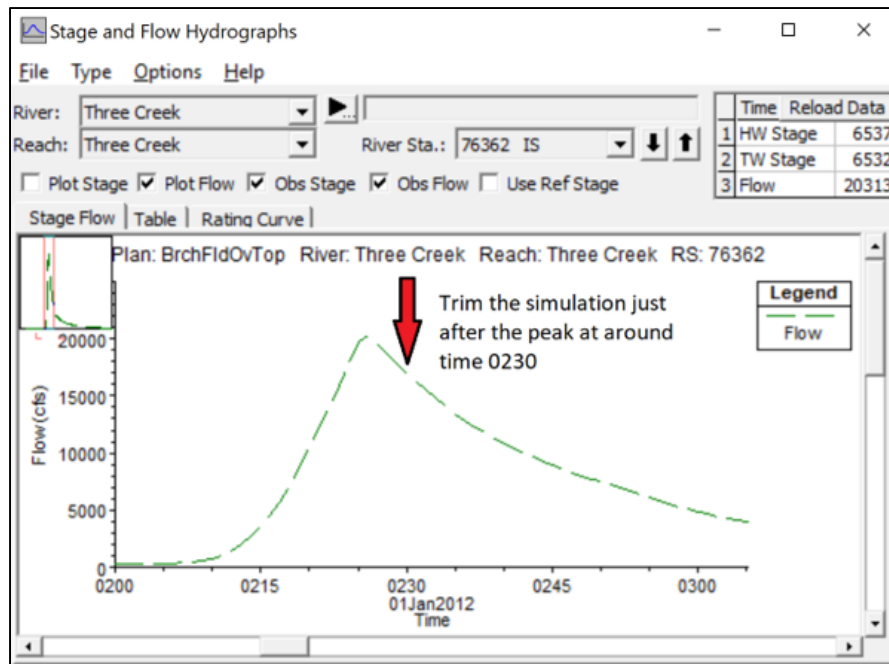 Stage and Flow Hydrographs
File Type Options Help
River: Three Creek
Reach: Three Creek River Sta.: 76362 IS
Plot Stage Plot Flow Obs Stage Obs Flow Use Ref Stage
Time Reload Data
1 HW Stage 6537
2 TW Stage 6532
3 Flow 20313
Stage Flow Table Rating Curve
Plan: BrchFldOvTop River: Three Creek Reach: Three Creek RS: 76362
Trim the simulation just
after the peak at around
time 0230
Legend
Flow
Flow (cfs)
20000
15000
10000
5000
0
0200 0215 0230 0245 0300
01Jan2012
Time